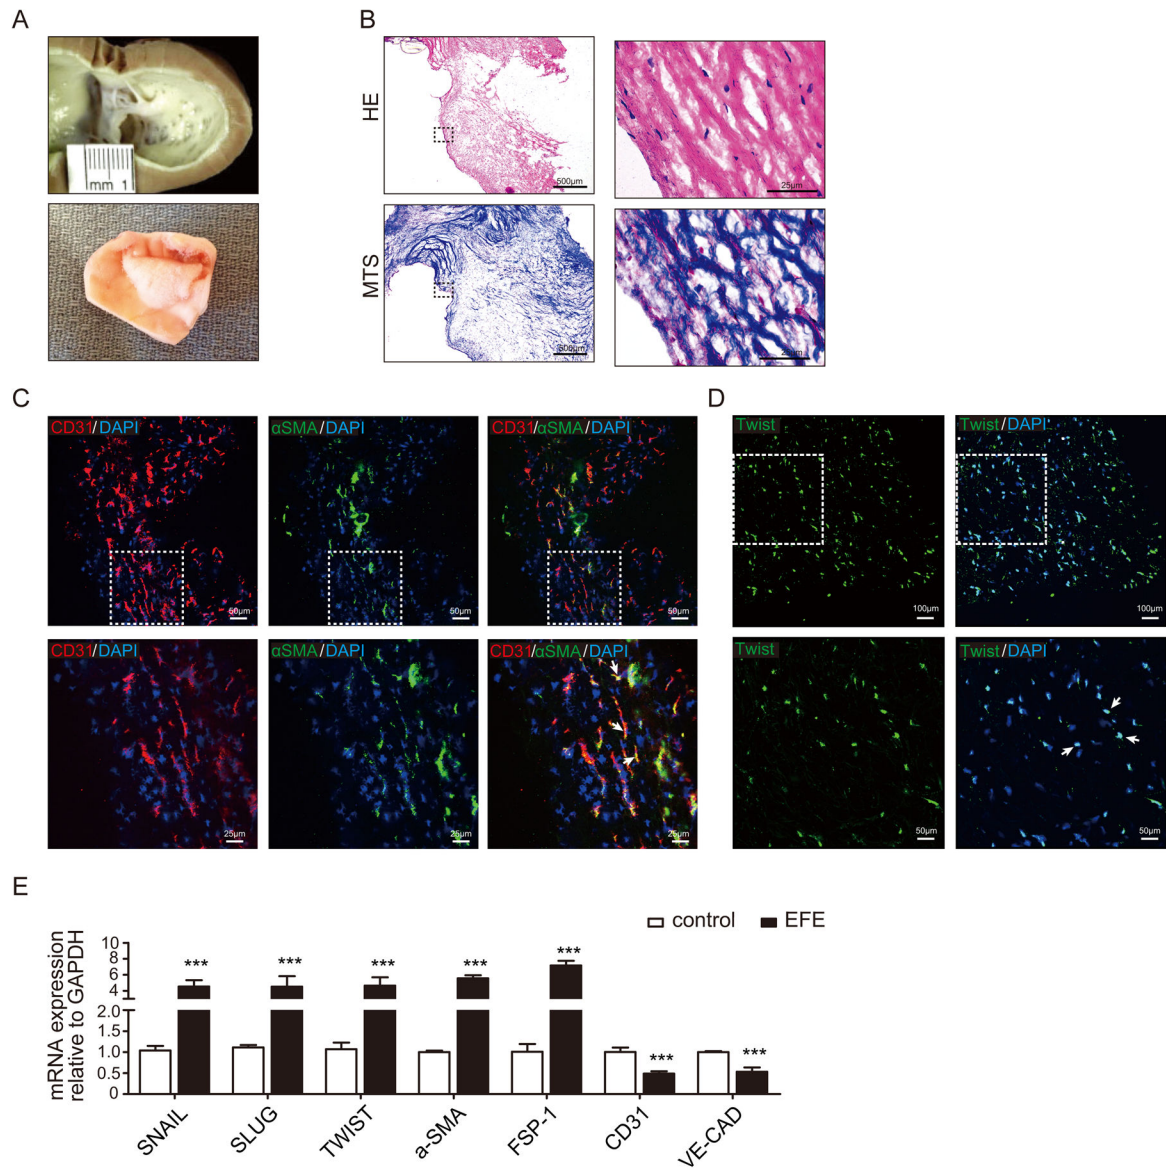 A
B
mm 1
HE
500µm
25µm
MTS
500µm
C
D
CD31/DAPI
αSMA/DAPI
CD31/αSMA/DAPI
Twist
Twist/DAPI
50µm
50µm
50µm
100µm
100µm
CD31/DAPI
αSMA/DAPI
CD31/αSMA/DAPI
Twist
Twist/DAPI
25µm
25µm
25µm
50µm
50µm
E
control
EFE
mRNA expression
relative to GAPDH
10
8
6
4
2.0
1.5
1.0
0.5
0
***
***
***
***
***
***
***
SNAIL
SLUG
TWIST
a-SMA
FSP-1
CD31
VE-CAD